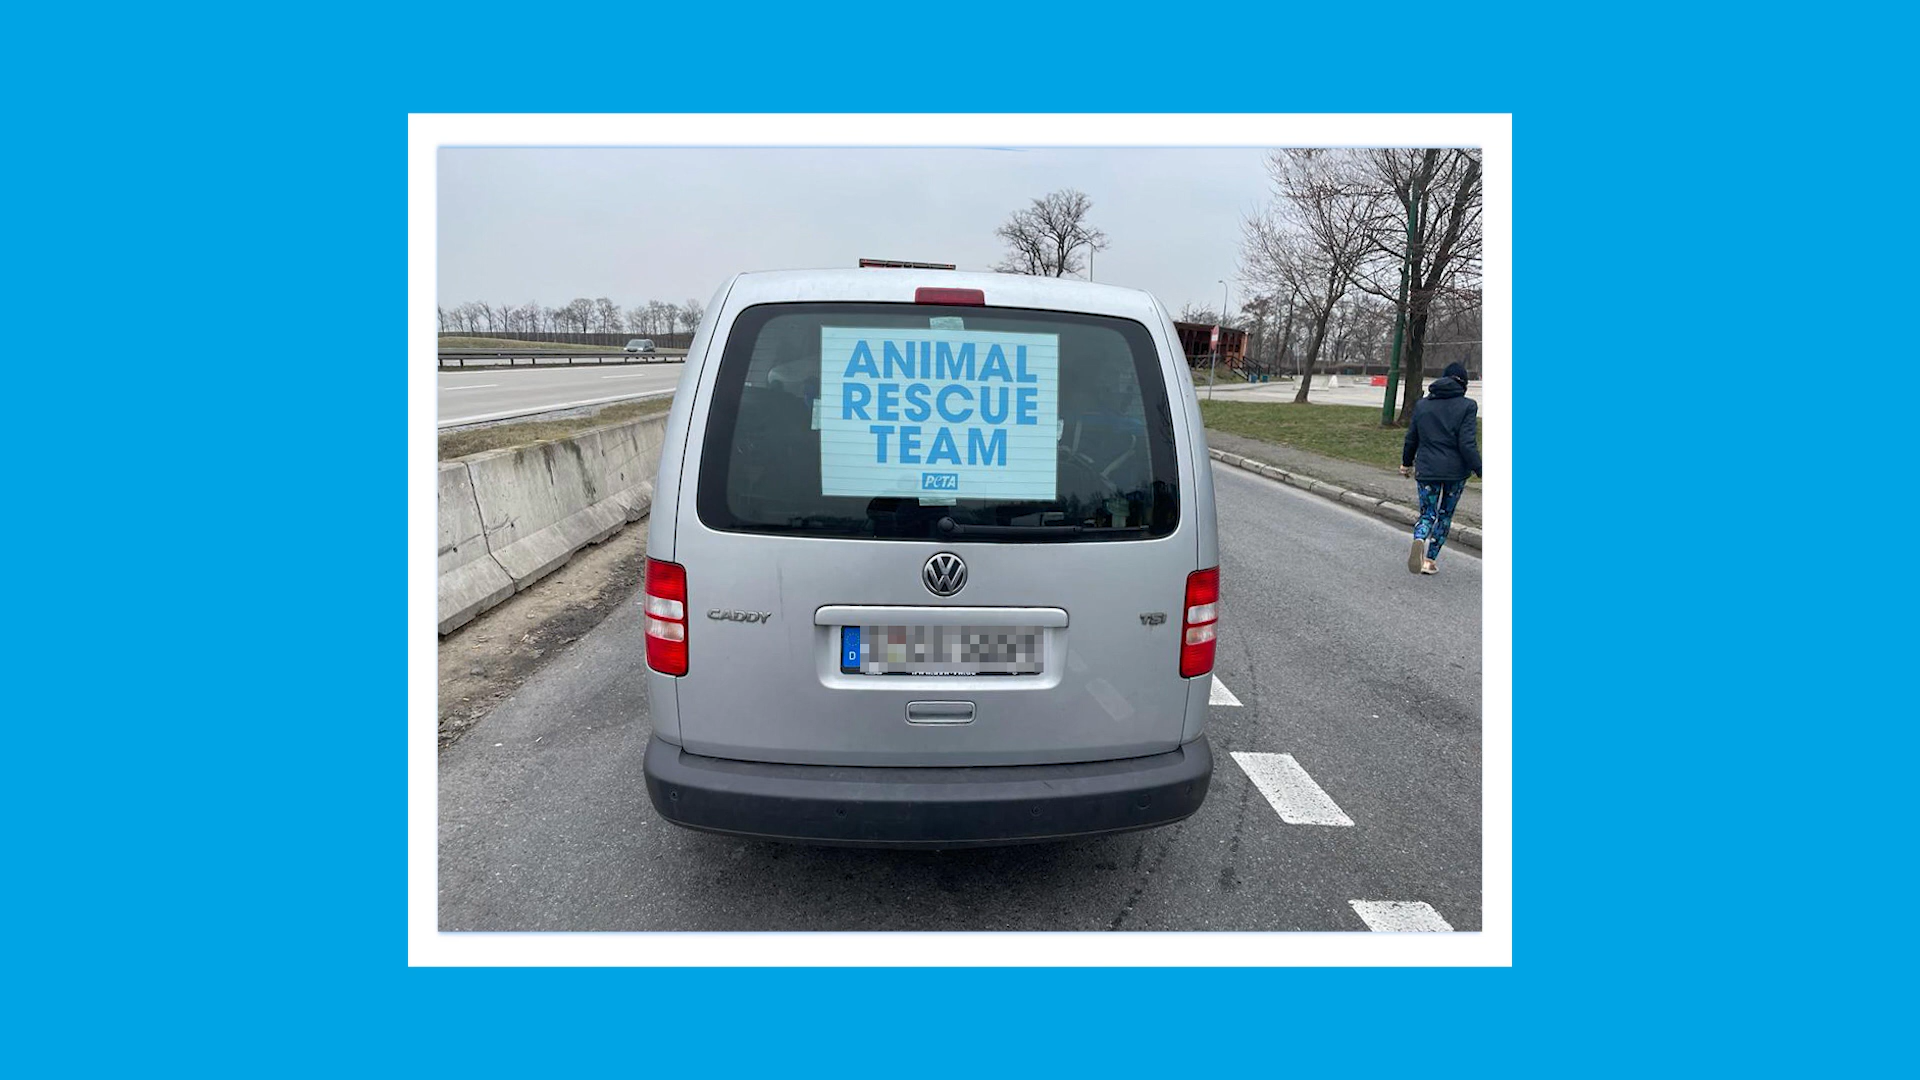 ANIMAL
RESCUE
TEAM
PeTA
CADDY
TSI
D